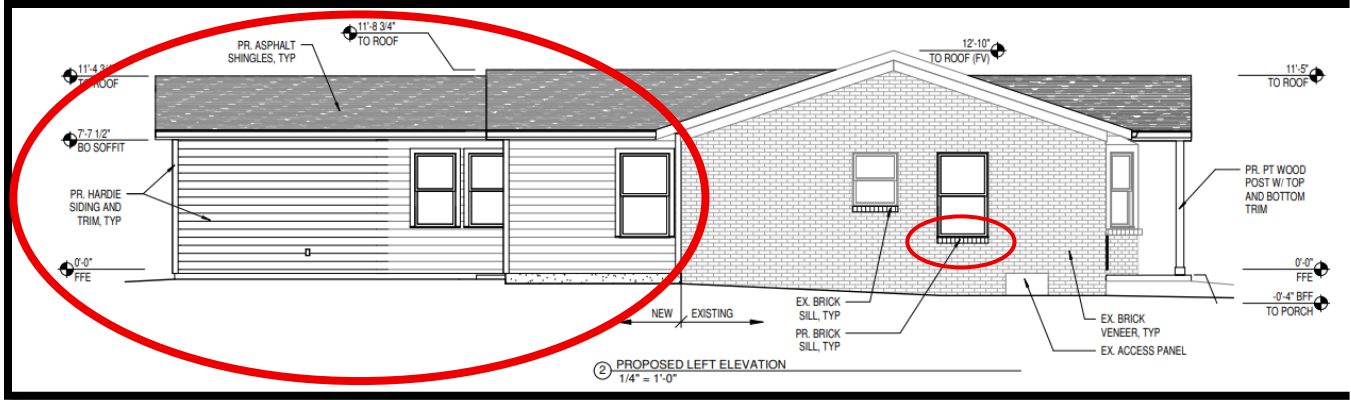 11'-8 3/4"
TO ROOF
PR. ASPHALT
SHINGLES, TYP
12'-10"
TO ROOF (FV)
11'-4 3/4"
TO ROOF
11'-5"
TO ROOF
7'-7 1/2"
BO SOFFIT
PR. HARDIE
SIDING AND
TRIM, TYP
PR. PT WOOD
POST W/ TOP
AND BOTTOM
TRIM
0'-0"
FFE
0'-0"
FFE
-0'-4" BFF
TO PORCH
NEW
EXISTING
EX. BRICK
SILL, TYP
PR. BRICK
SILL, TYP
EX. BRICK
VENEER, TYP
EX. ACCESS PANEL
2
PROPOSED LEFT ELEVATION
1/4" = 1'-0"